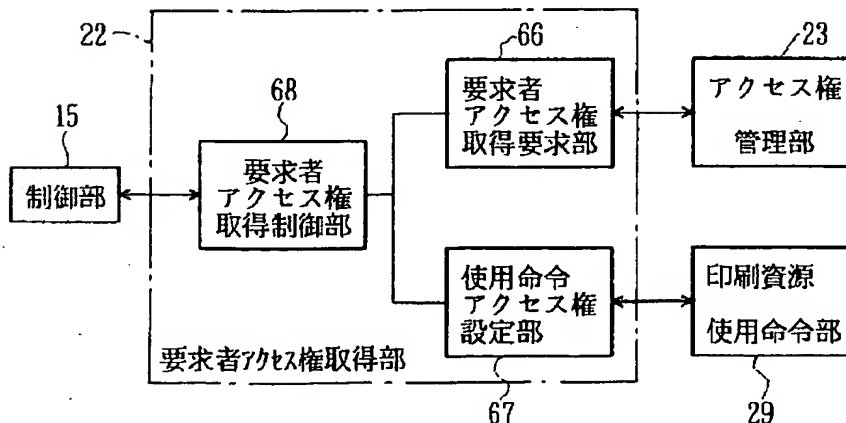 22
66
23
68
15
要求者
アクセス権
取得要求部
アクセス権
管理部
制御部
要求者
アクセス権
取得制御部
使用命令
アクセス権
設定部
印刷資源
使用命令部
要求者アクセス権取得部
67
29